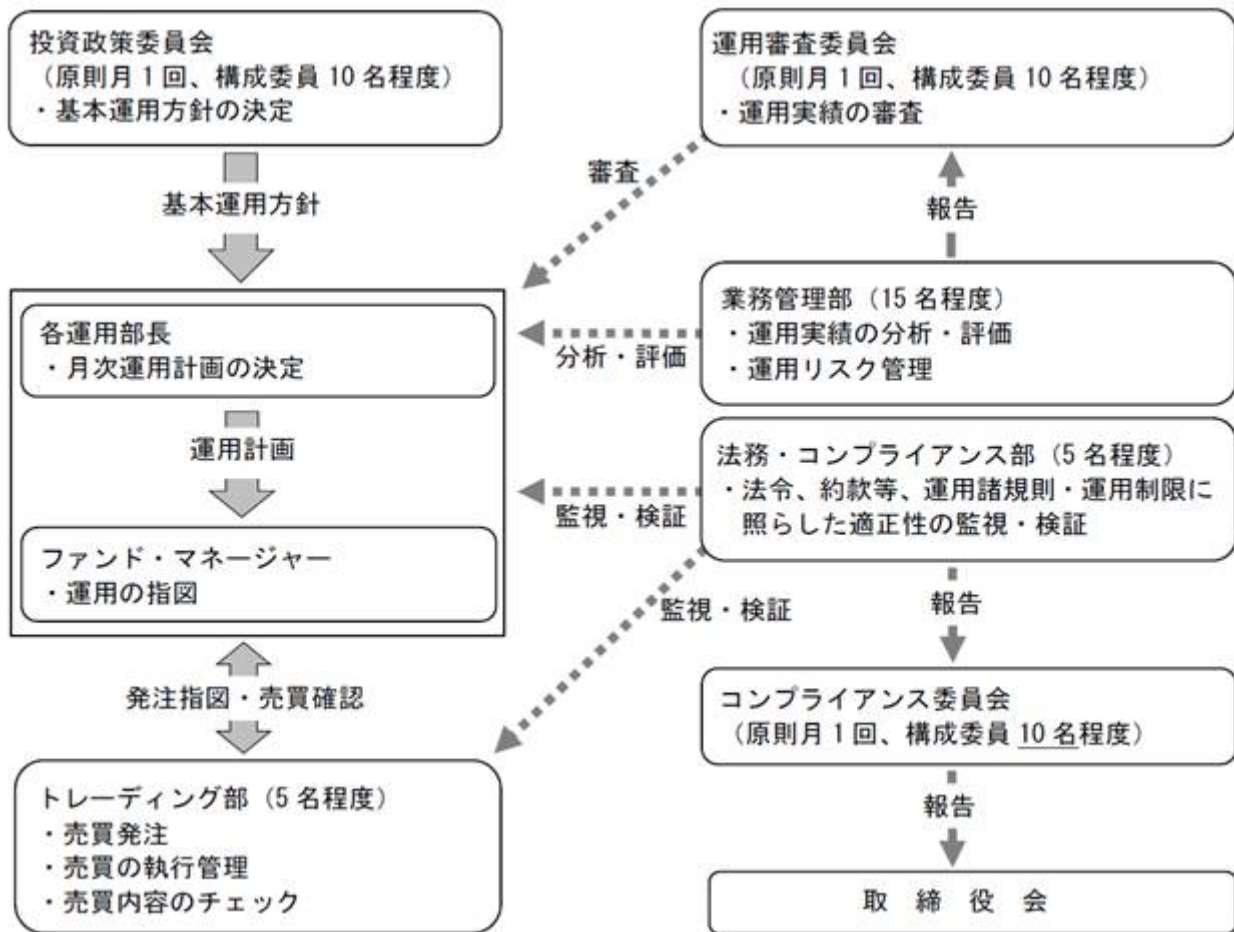 投資政策委員会
(原則月1回、構成委員 10 名程度)
・基本運用方針の決定
基本運用方針
各運用部長
・月次運用計画の決定
運用計画
ファンド・マネージャー
・運用の指図
発注指図・売買確認
トレーディング部(5 名程度)
・売買発注
・売買の執行管理
・売買内容のチェック
運用審査委員会
(原則月1回、構成委員 10 名程度)
・運用実績の審査
審査
報告
業務管理部(15 名程度)
・運用実績の分析・評価
・運用リスク管理
分析・評価
法務・コンプライアンス部(5 名程度)
・法令、約款等、運用諸規則・運用制限に
照らした適正性の監視・検証
監視・検証
監視・検証
報告
コンプライアンス委員会
(原則月1回、構成委員 10 名程度)
報告
取 締 役 会